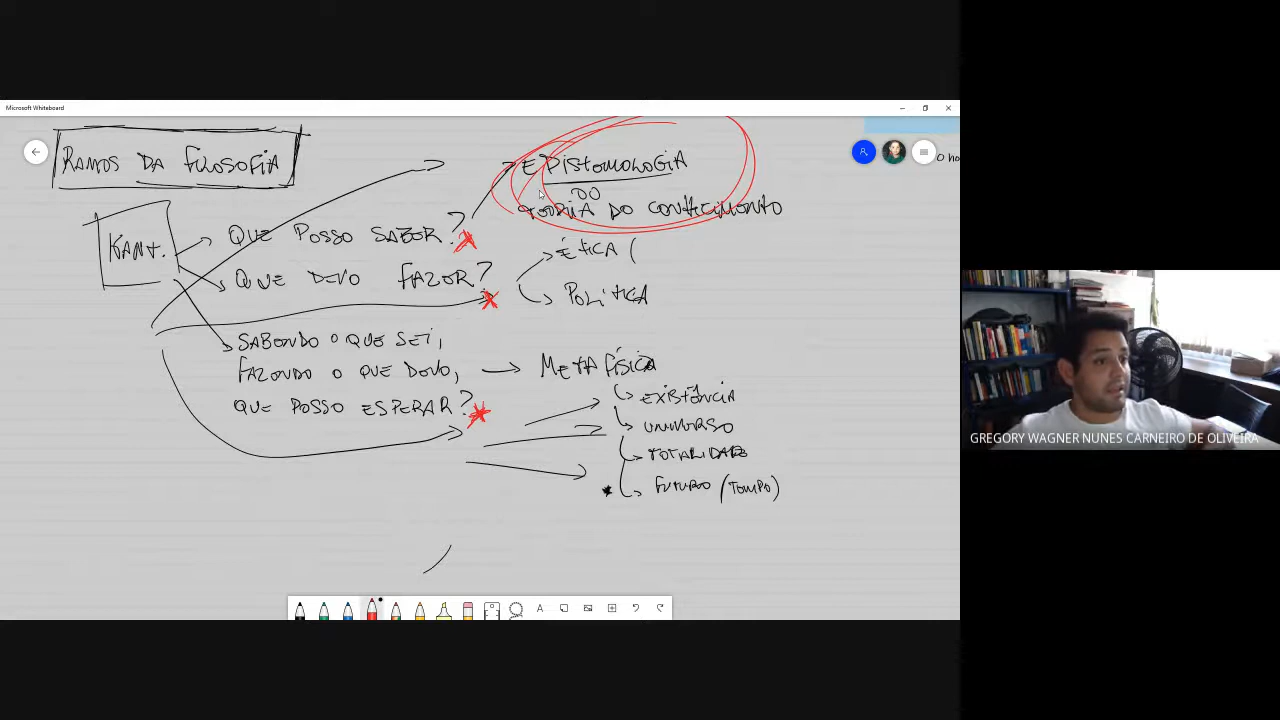 Microsoft Whiteboard
RAMOS DA FILOSOFIA
EPISTEMOLOGIA
DO
TEORIA DO CONHECIMENTO
KANT.
QUE POSSO SABER?
QUE DEVO FAZER?
ÉTICA (
POLÍTICA
SABENDO O QUE SEI,
FAZENDO O QUE DEVO,
QUE POSSO ESPERAR?
METAFÍSICA
EXISTÊNCIA
UNIVERSO
TOTALIDADE
FUTURO (TEMPO)
GREGORY WAGNER NUNES CARNEIRO DE OLIVEIRA
A